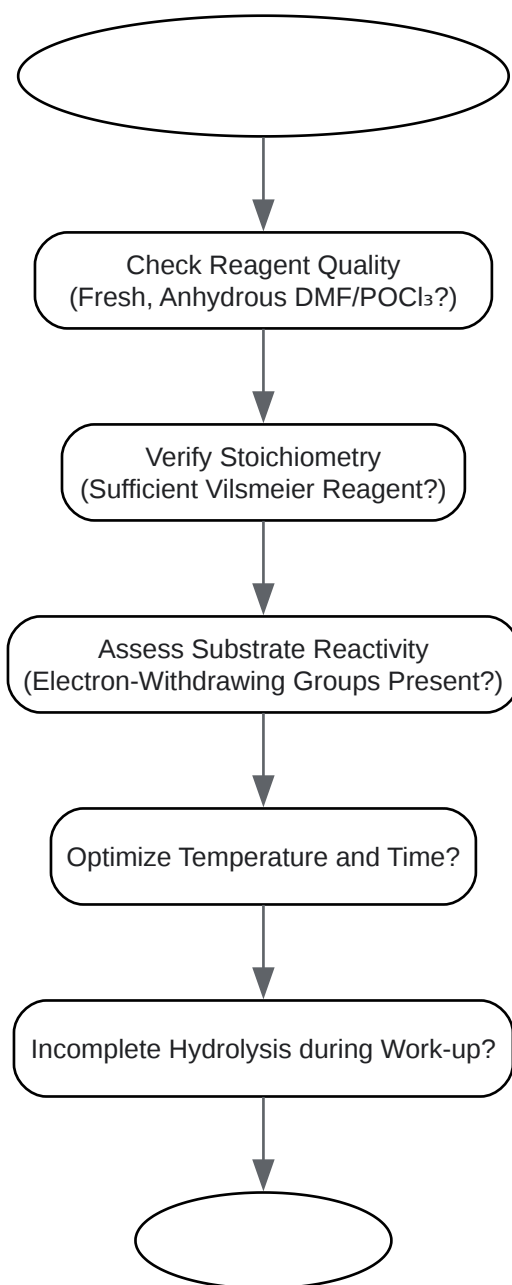 Check Reagent Quality
(Fresh, Anhydrous DMF/POCl₃?)
Verify Stoichiometry
(Sufficient Vilsmeier Reagent?)
Assess Substrate Reactivity
(Electron-Withdrawing Groups Present?)
Optimize Temperature and Time?
Incomplete Hydrolysis during Work-up?